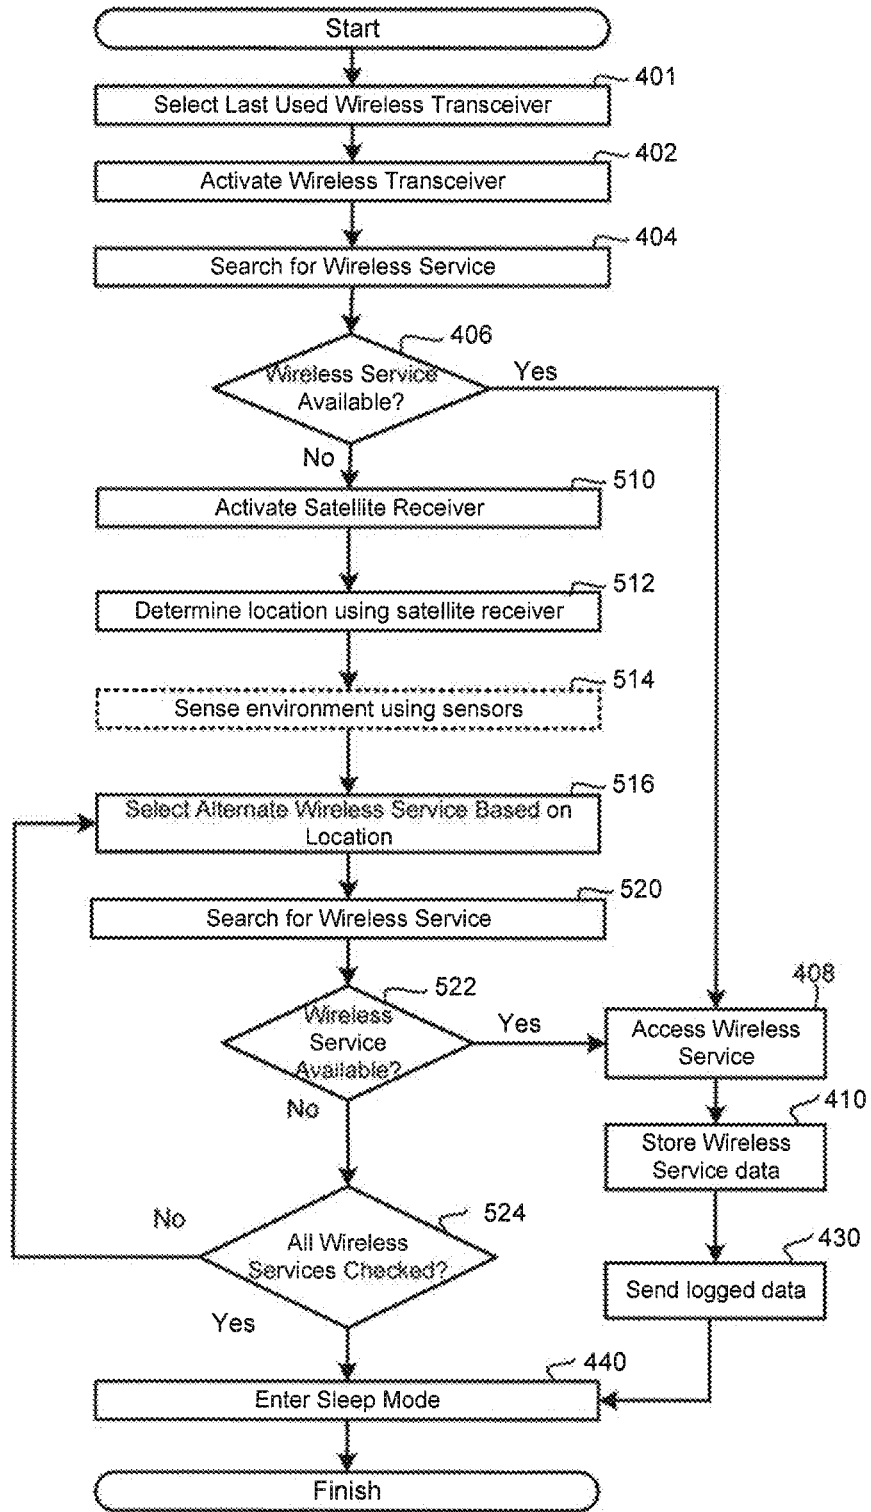 Start
401
Select Last Used Wireless Transceiver
402
Activate Wireless Transceiver
404
Search for Wireless Service
406
Wireless Service
Available?
Yes
No
510
Activate Satellite Receiver
512
Determine location using satellite receiver
514
Sense environment using sensors
516
Select Alternate Wireless Service Based on
Location
520
Search for Wireless Service
522
Wireless
Service
Available?
Yes
No
408
Access Wireless
Service
410
Store Wireless
Service data
524
All Wireless
Services Checked?
No
Yes
430
Send logged data
440
Enter Sleep Mode
Finish